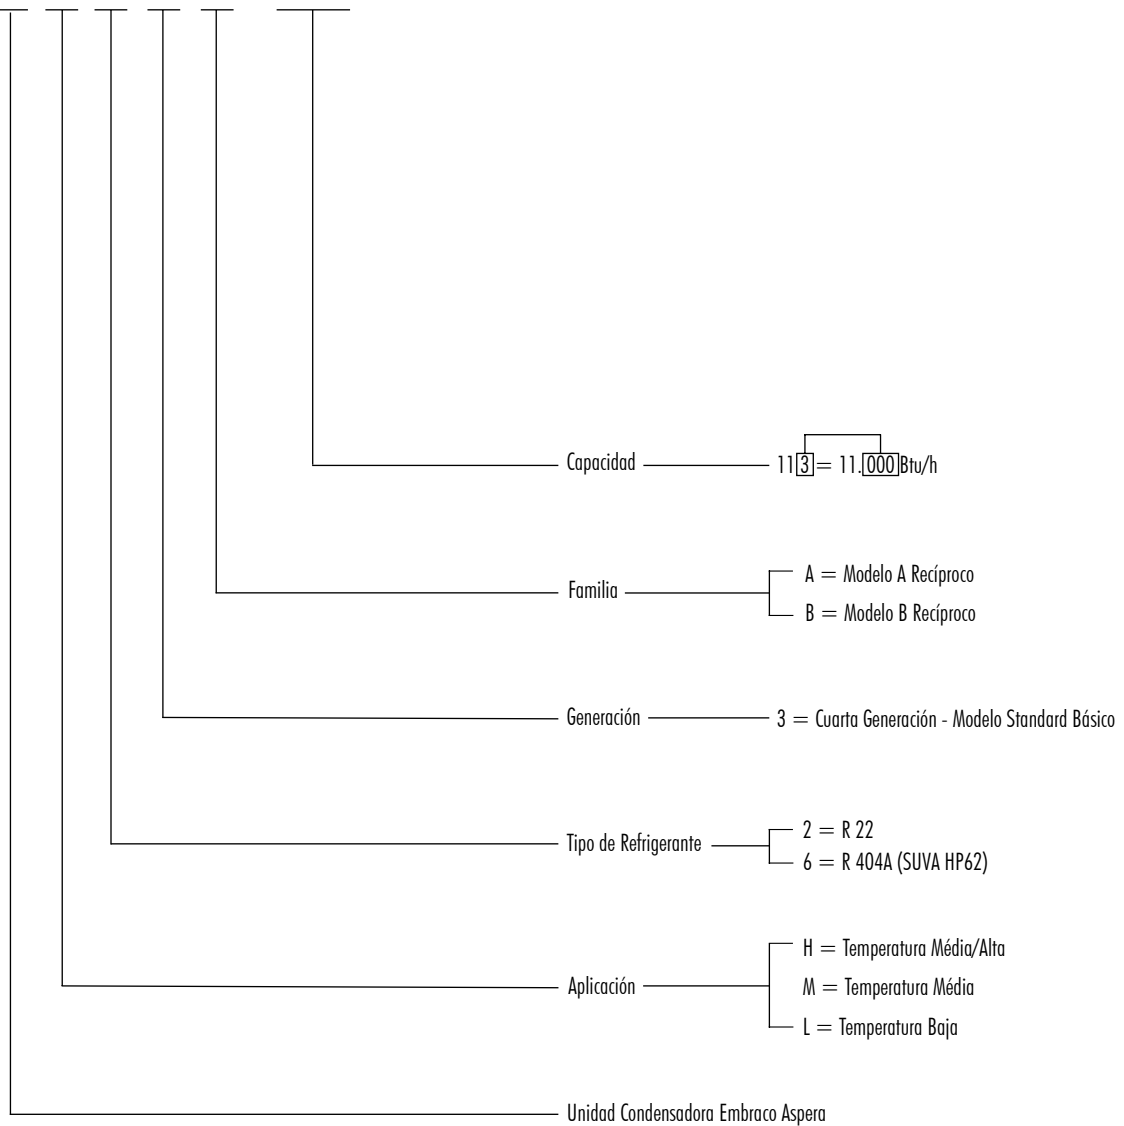 Capacidad 113 = 11.000 Btu/h
Familia
A = Modelo A Recíproco
B = Modelo B Recíproco
Generación 3 = Cuarta Generación - Modelo Standard Básico
Tipo de Refrigerante
2 = R 22
6 = R 404A (SUVA HP62)
Aplicación
H = Temperatura Média/Alta
M = Temperatura Média
L = Temperatura Baja
Unidad Condensadora Embraco Aspera